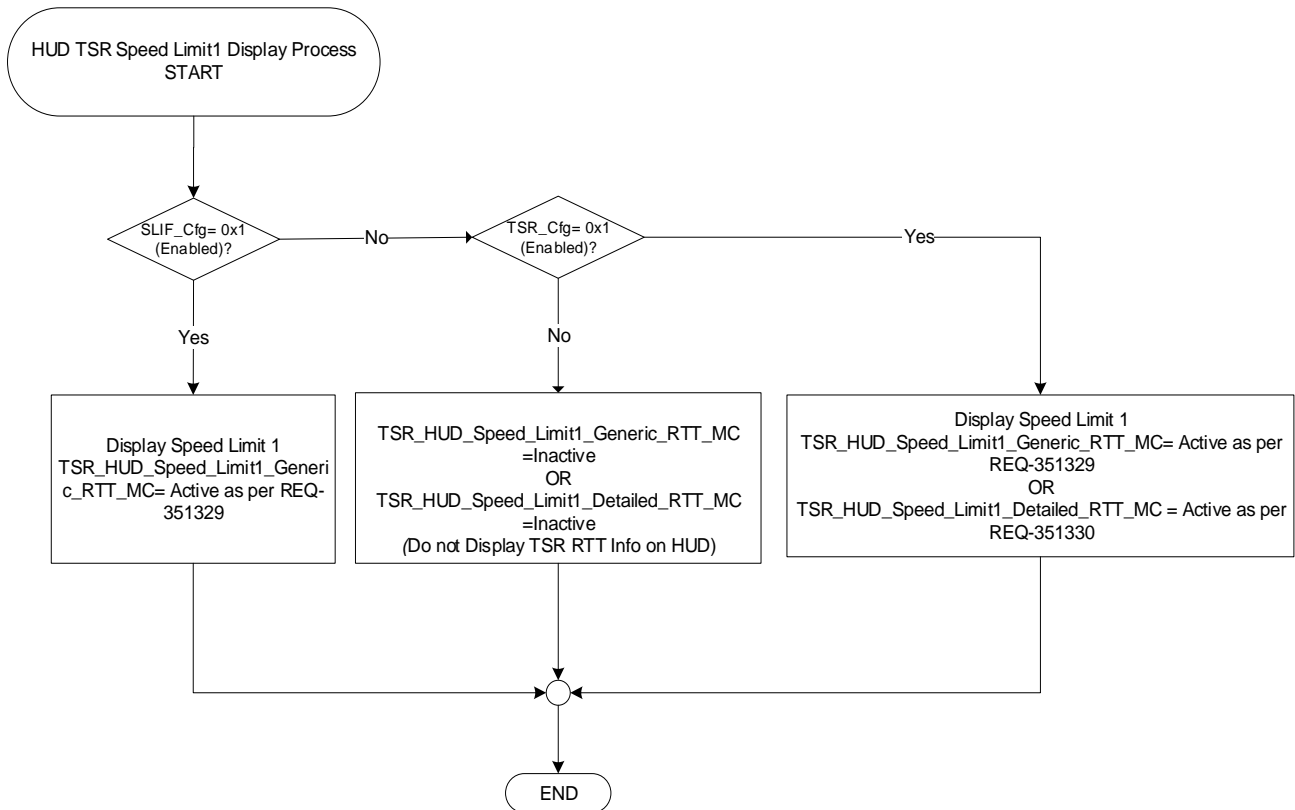 HUD TSR Speed Limit1 Display Process
START
SLIF_Cfg= 0x1
(Enabled)?
No
TSR_Cfg= 0x1
(Enabled)?
Yes
Yes
No
Display Speed Limit 1
TSR_HUD_Speed_Limit1_Generi
c_RTT_MC= Active as per REQ-
351329
TSR_HUD_Speed_Limit1_Generic_RTT_MC
=Inactive
OR
TSR_HUD_Speed_Limit1_Detailed_RTT_MC
=Inactive
(Do not Display TSR RTT Info on HUD)
Display Speed Limit 1
TSR_HUD_Speed_Limit1_Generic_RTT_MC= Active as per
REQ-351329
OR
TSR_HUD_Speed_Limit1_Detailed_RTT_MC = Active as per
REQ-351330
END